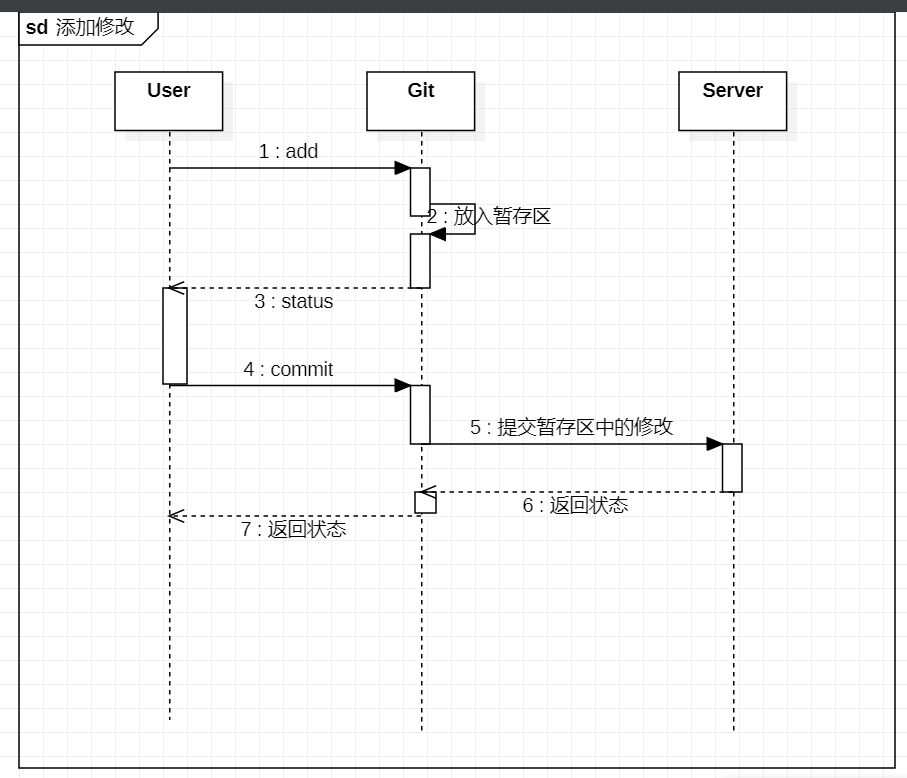 sd 添加修改
User
Git
Server
1 : add
2 : 放入暂存区
3 : status
4 : commit
5 : 提交暂存区中的修改
6 : 返回状态
7 : 返回状态